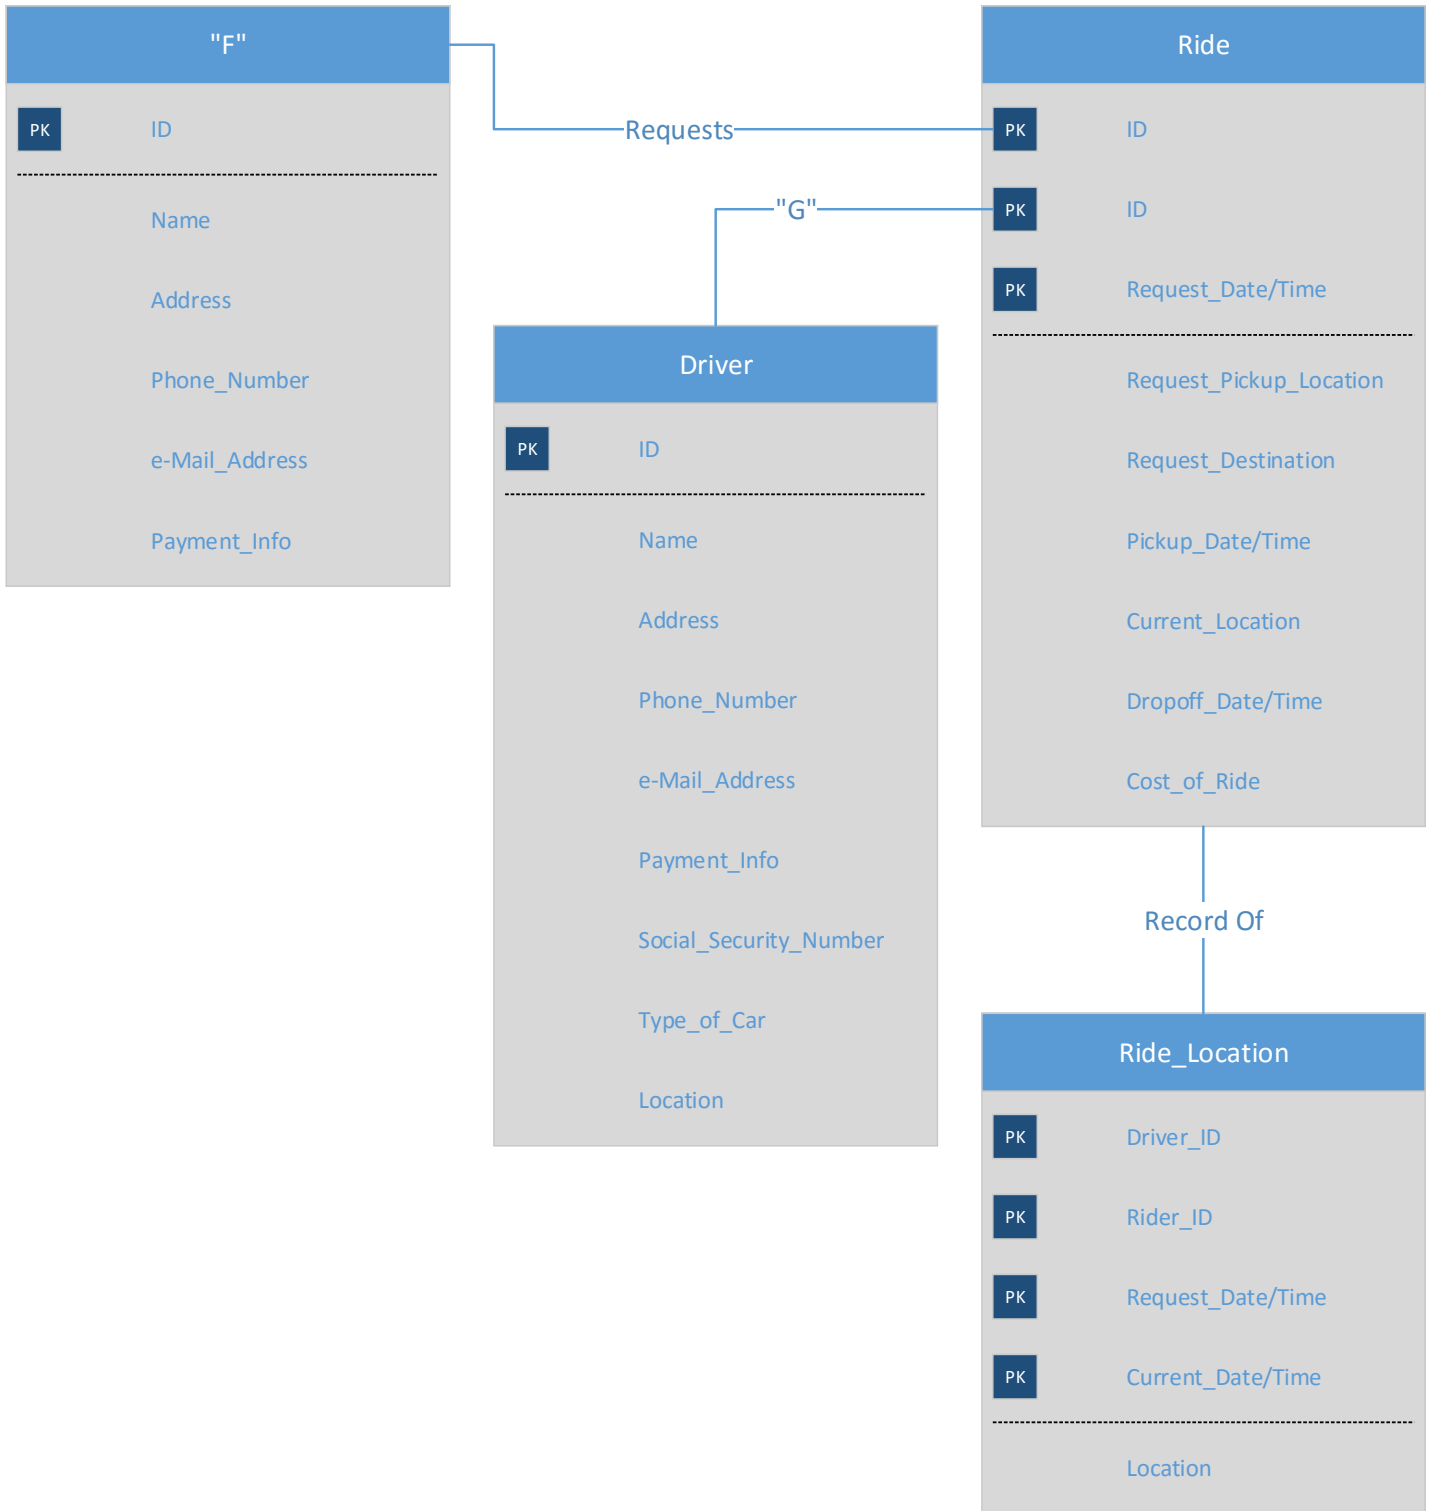 "F"
PK ID
Name
Address
Phone_Number
e-Mail_Address
Payment_Info
Requests
"G"
Driver
PK ID
Name
Address
Phone_Number
e-Mail_Address
Payment_Info
Social_Security_Number
Type_of_Car
Location
Ride
PK ID
PK ID
PK Request_Date/Time
Request_Pickup_Location
Request_Destination
Pickup_Date/Time
Current_Location
Dropoff_Date/Time
Cost_of_Ride
Record Of
Ride_Location
PK Driver_ID
PK Rider_ID
PK Request_Date/Time
PK Current_Date/Time
Location